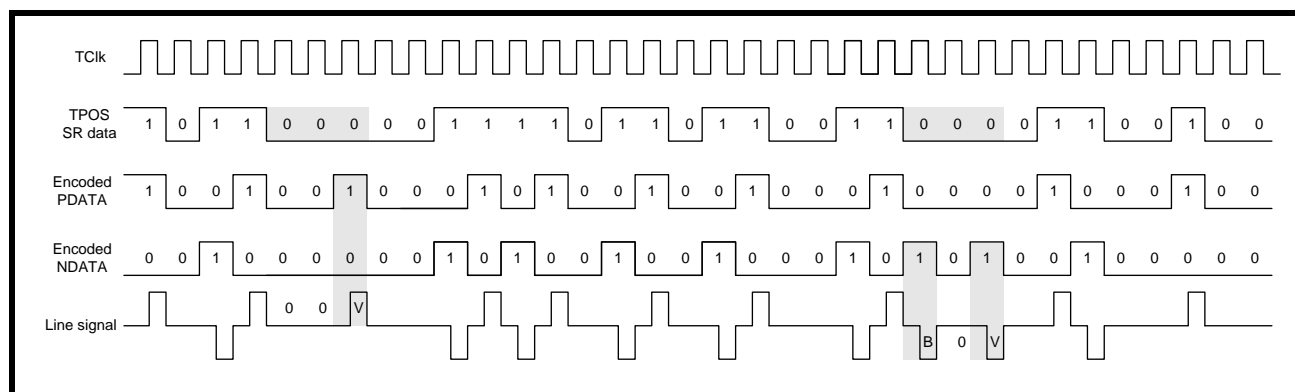 TClk
TPOS
SR data
1 0 1 1 0 0 0 0 0 1 1 1 1 0 1 1 0 1 1 0 0 1 1 0 0 0 0 1 1 0 0 1 0 0
Encoded
PDATA
1 0 0 1 0 0 1 0 0 0 1 0 1 0 0 1 0 0 1 0 0 0 1 0 0 0 0 1 0 0 0 1 0 0
Encoded
NDATA
0 0 1 0 0 0 0 0 0 1 0 1 0 0 1 0 0 1 0 0 0 1 0 1 0 1 0 0 1 0 0 0 0 0
Line signal
0 0 V
B 0 V